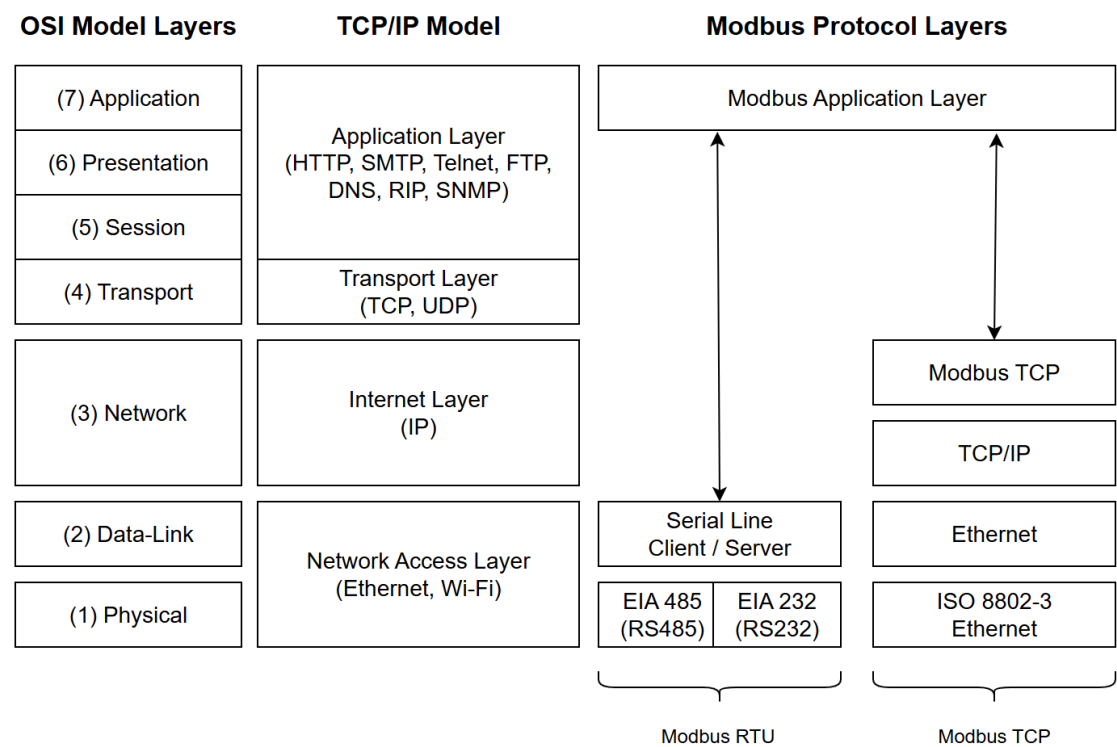 OSI Model Layers
TCP/IP Model
Modbus Protocol Layers
(7) Application
(6) Presentation
(5) Session
(4) Transport
(3) Network
(2) Data-Link
(1) Physical
Application Layer
(HTTP, SMTP, Telnet, FTP,
DNS, RIP, SNMP)
Transport Layer
(TCP, UDP)
Internet Layer
(IP)
Network Access Layer
(Ethernet, Wi-Fi)
Modbus Application Layer
Serial Line
Client / Server
EIA 485
(RS485)
EIA 232
(RS232)
Modbus RTU
Modbus TCP
TCP/IP
Ethernet
ISO 8802-3
Ethernet
Modbus TCP